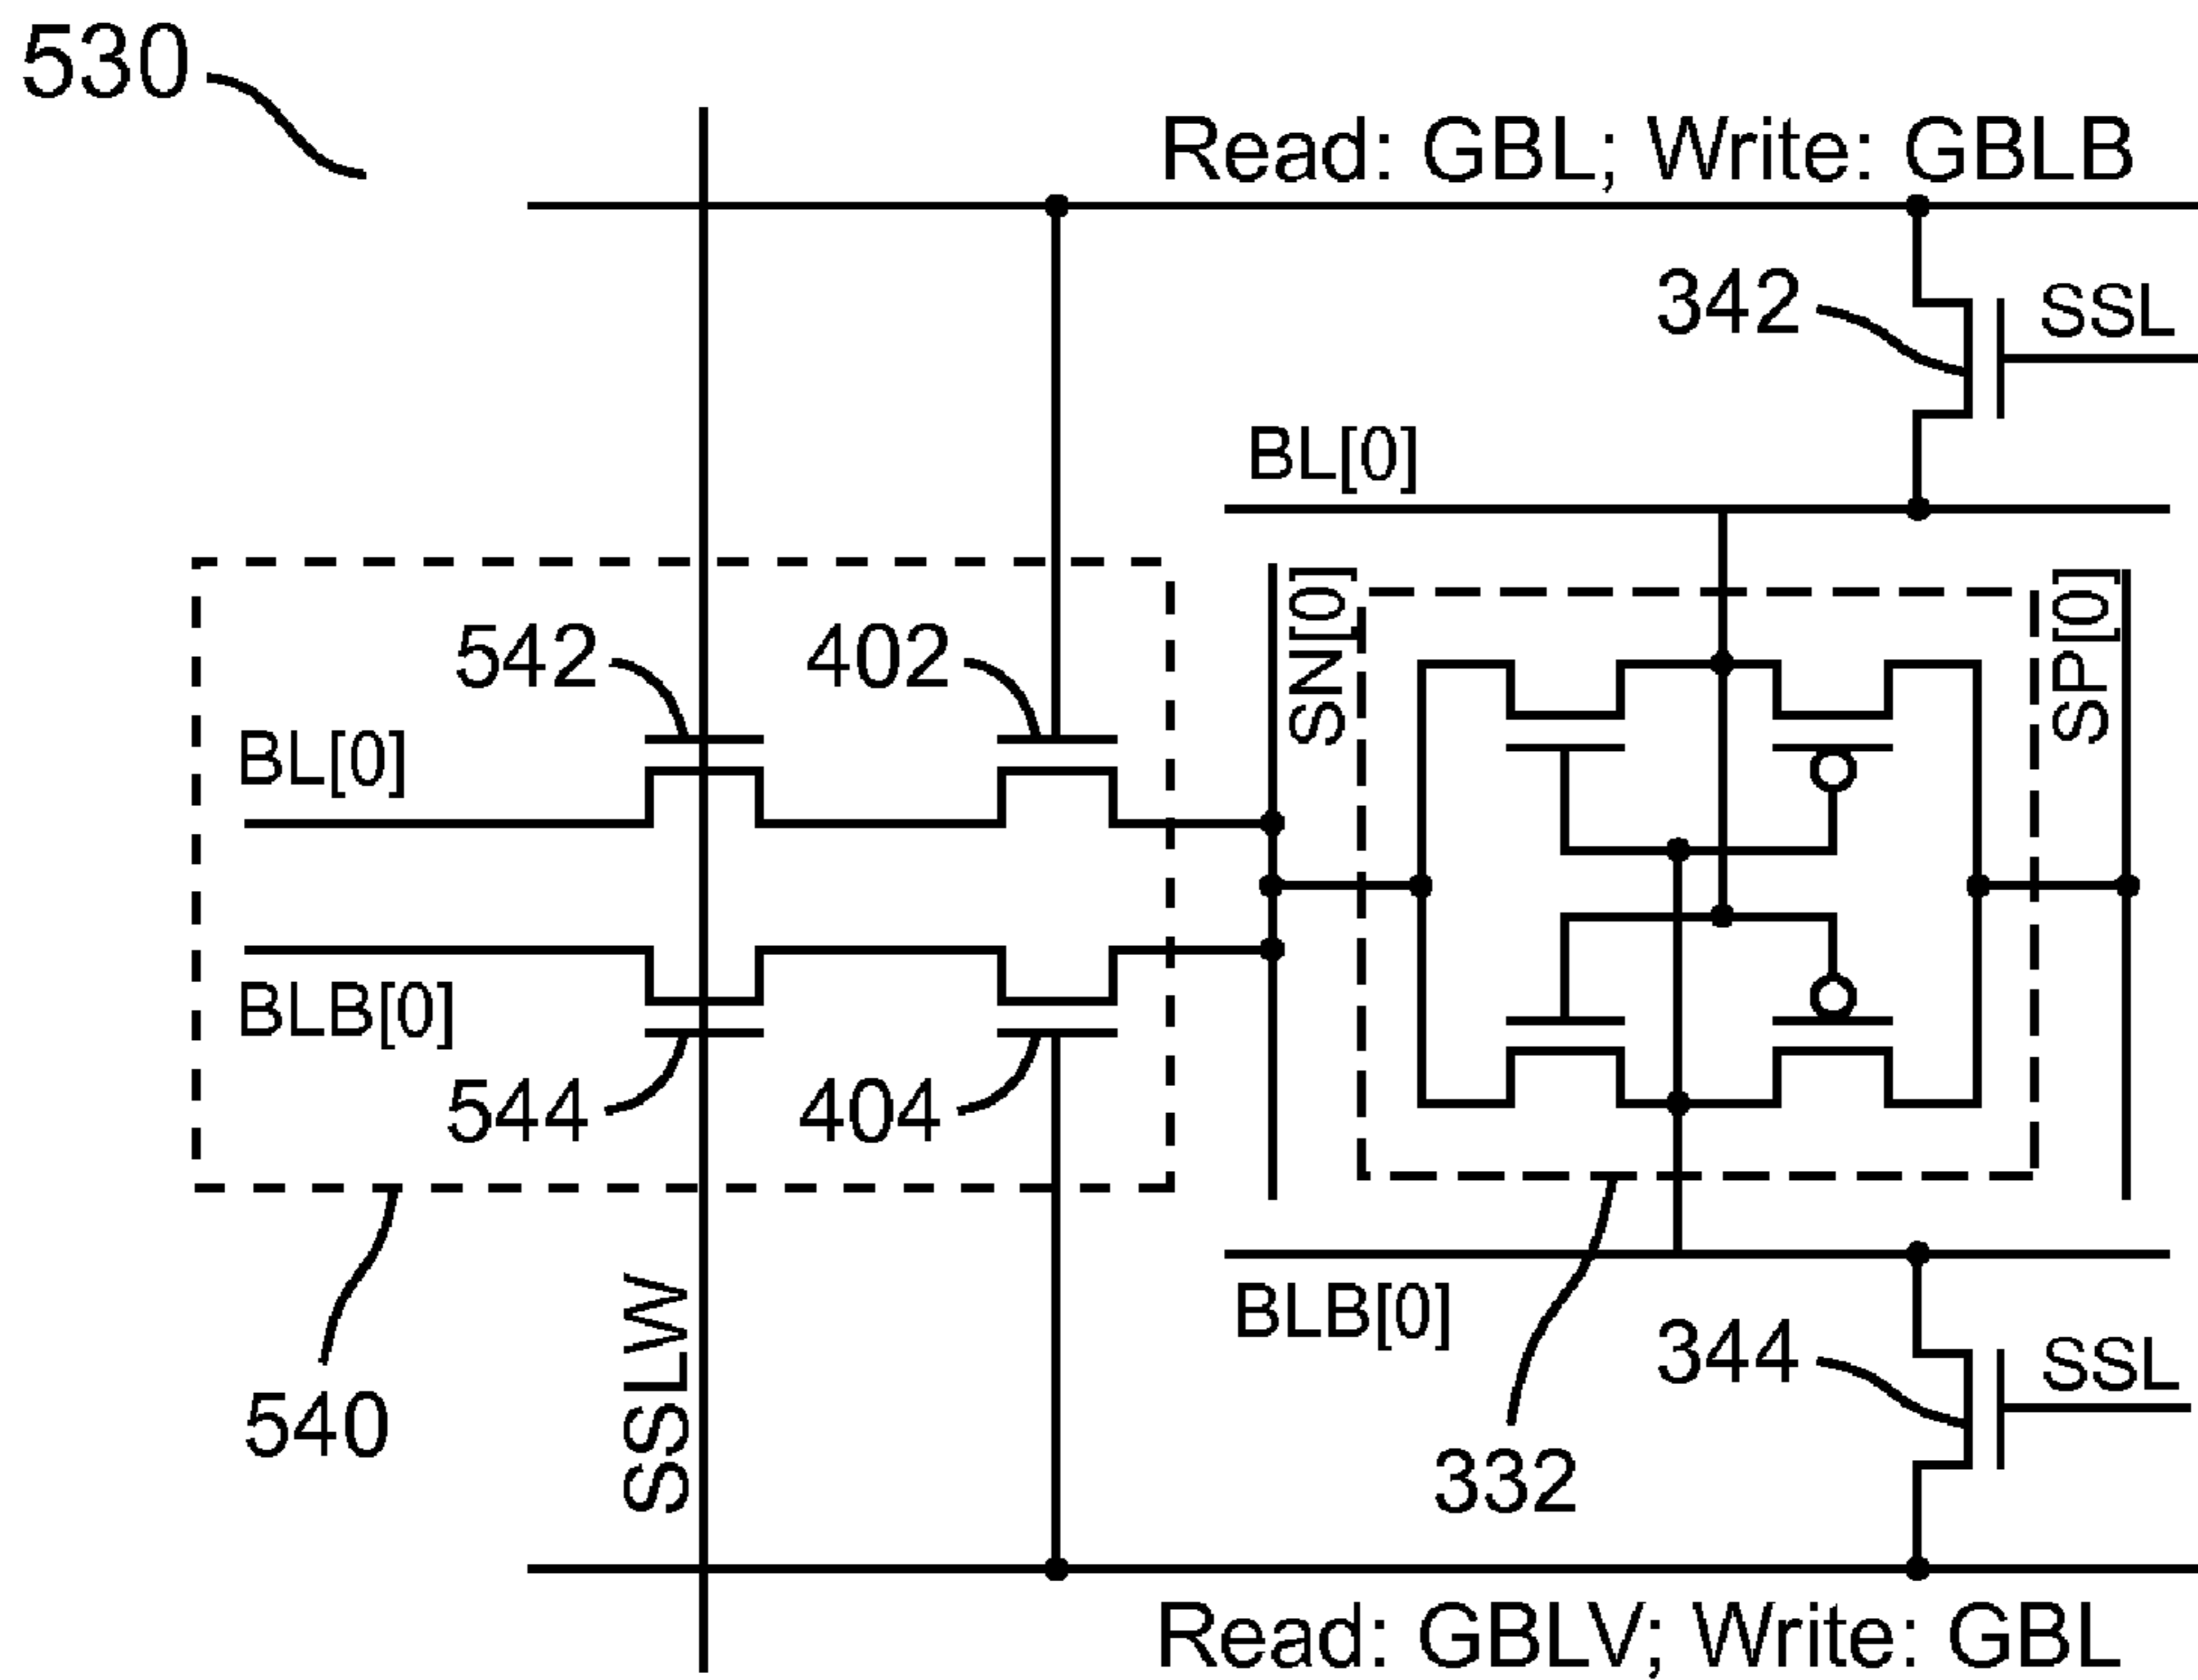 530
Read: GBL; Write: GBLB
342
SSL
BL[0]
SN[0]
SP[0]
542
402
BL[0]
BLB[0]
544
404
SSLW
BLB[0]
344
SSL
540
332
Read: GBLV; Write: GBL